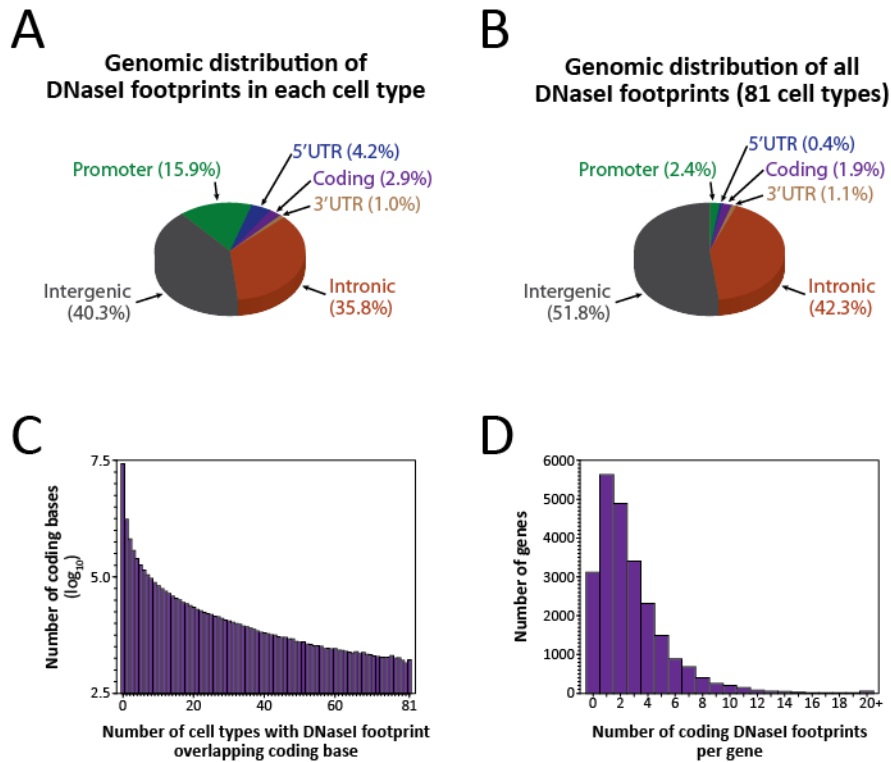 A
Genomic distribution of
DNaseI footprints in each cell type
Promoter (15.9%)
5'UTR (4.2%)
Coding (2.9%)
3'UTR (1.0%)
Intergenic
(40.3%)
Intronic
(35.8%)
B
Genomic distribution of all
DNaseI footprints (81 cell types)
Promoter (2.4%)
5'UTR (0.4%)
Coding (1.9%)
3'UTR (1.1%)
Intergenic
(51.8%)
Intronic
(42.3%)
C
Number of coding bases
(log10)
7.5
5.0
2.5
0 20 40 60 81
Number of cell types with DNaseI footprint
overlapping coding base
D
Number of genes
6000
5000
4000
3000
2000
1000
0
0 2 4 6 8 10 12 14 16 18 20+
Number of coding DNaseI footprints
per gene